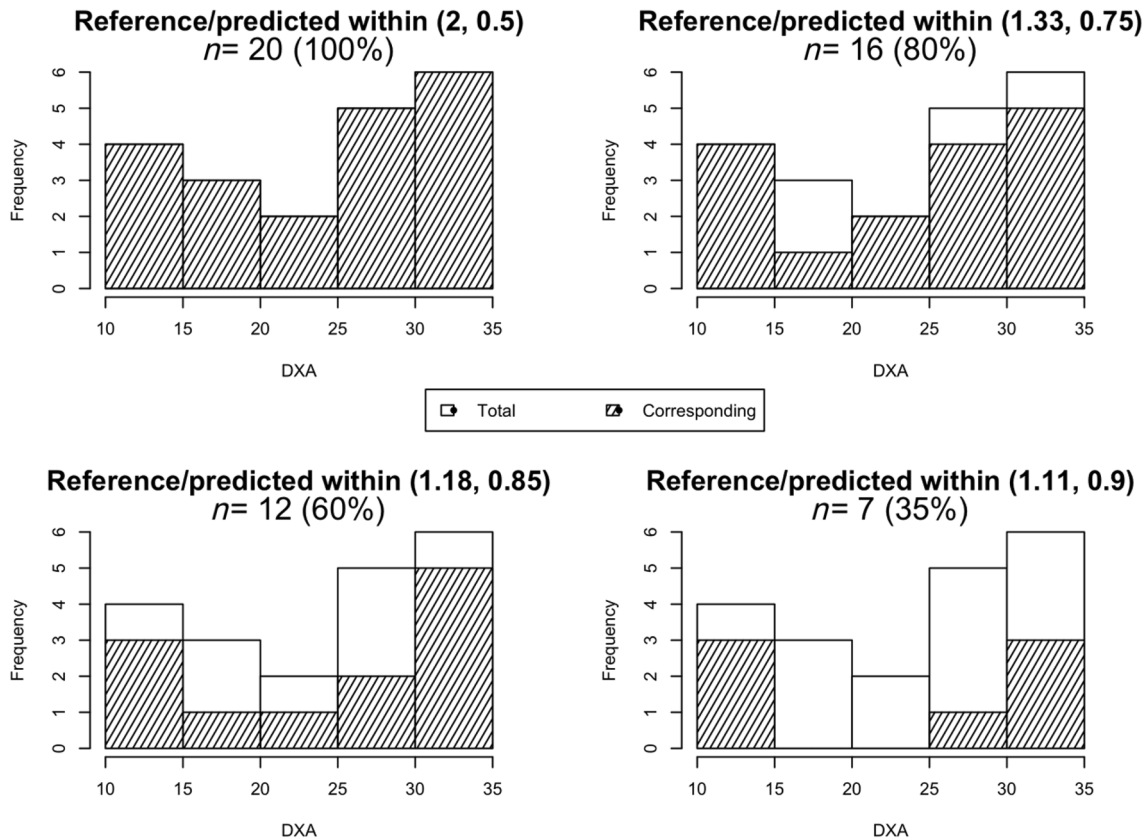 Reference/predicted within (2, 0.5)
n= 20 (100%)
Frequency
0 1 2 3 4 5 6
10 15 20 25 30 35
DXA
Reference/predicted within (1.33, 0.75)
n= 16 (80%)
Frequency
0 1 2 3 4 5 6
10 15 20 25 30 35
DXA
Total Corresponding
Reference/predicted within (1.18, 0.85)
n= 12 (60%)
Frequency
0 1 2 3 4 5 6
10 15 20 25 30 35
DXA
Reference/predicted within (1.11, 0.9)
n= 7 (35%)
Frequency
0 1 2 3 4 5 6
10 15 20 25 30 35
DXA